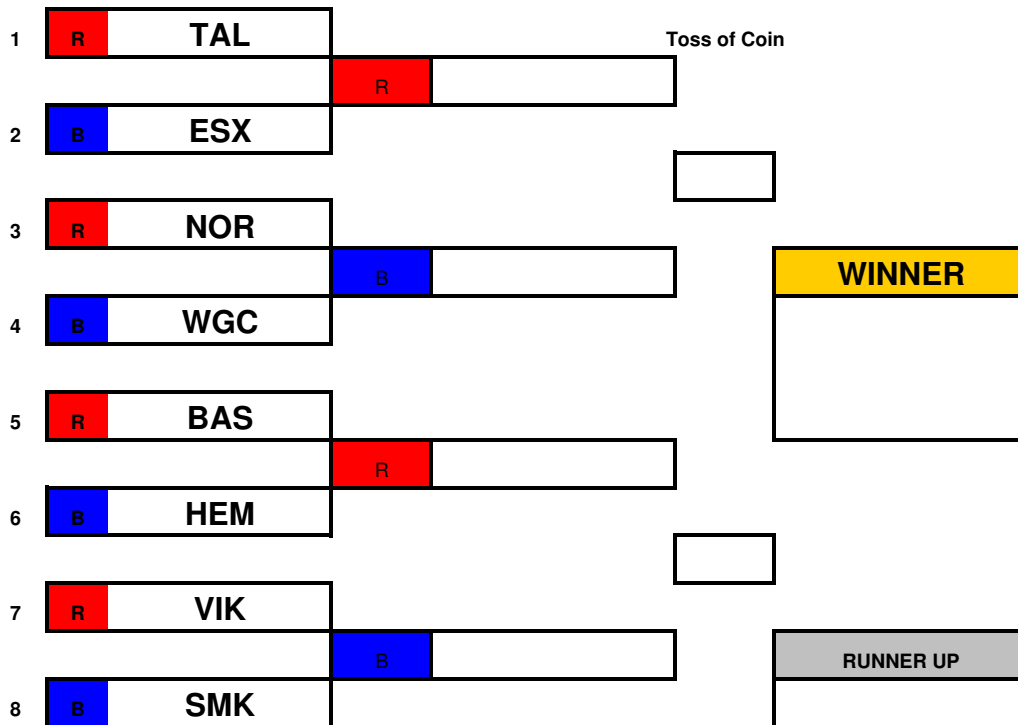 1 R TAL Toss of Coin
R
2 B ESX
3 R NOR
B WINNER
4 B WGC
5 R BAS
R
6 B HEM
7 R VIK
B RUNNER UP
8 B SMK